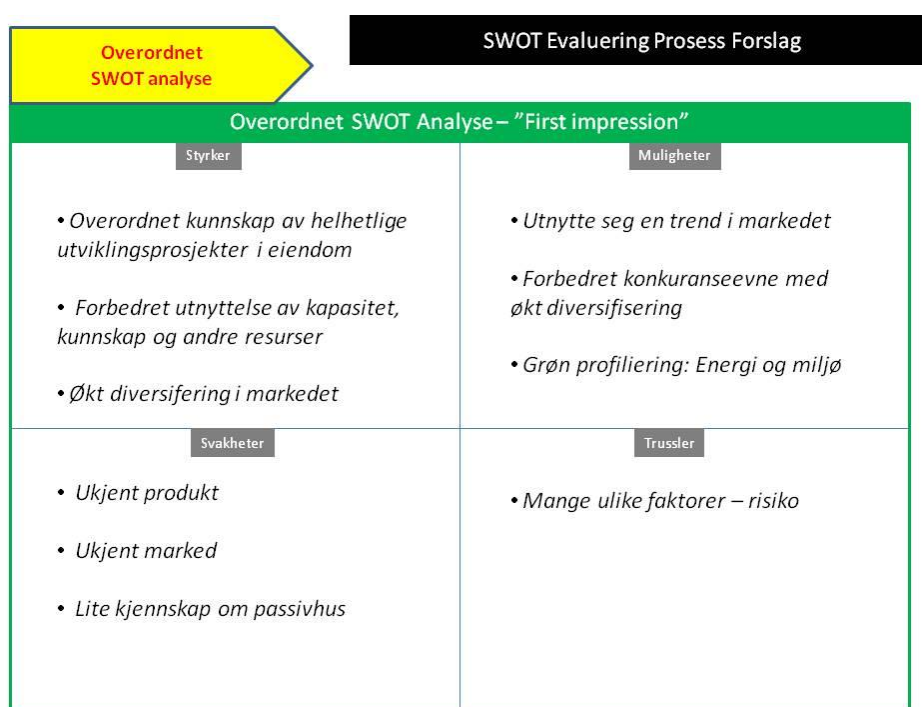 Overordnet
SWOT analyse
SWOT Evaluering Prosess Forslag
Overordnet SWOT Analyse – ”First impression”
Styrker
• Overordnet kunnskap av helhetlige
utviklingsprosjekter i eiendom
• Forbedret utnyttelse av kapasitet,
kunnskap og andre resurser
• Økt diversifering i markedet
Muligheter
• Utnytte seg en trend i markedet
• Forbedret konkuranseevne med
økt diversifisering
• Grøn profiliering: Energi og miljø
Svakheter
• Ukjent produkt
• Ukjent marked
• Lite kjennskap om passivhus
Trussler
• Mange ulike faktorer – risiko